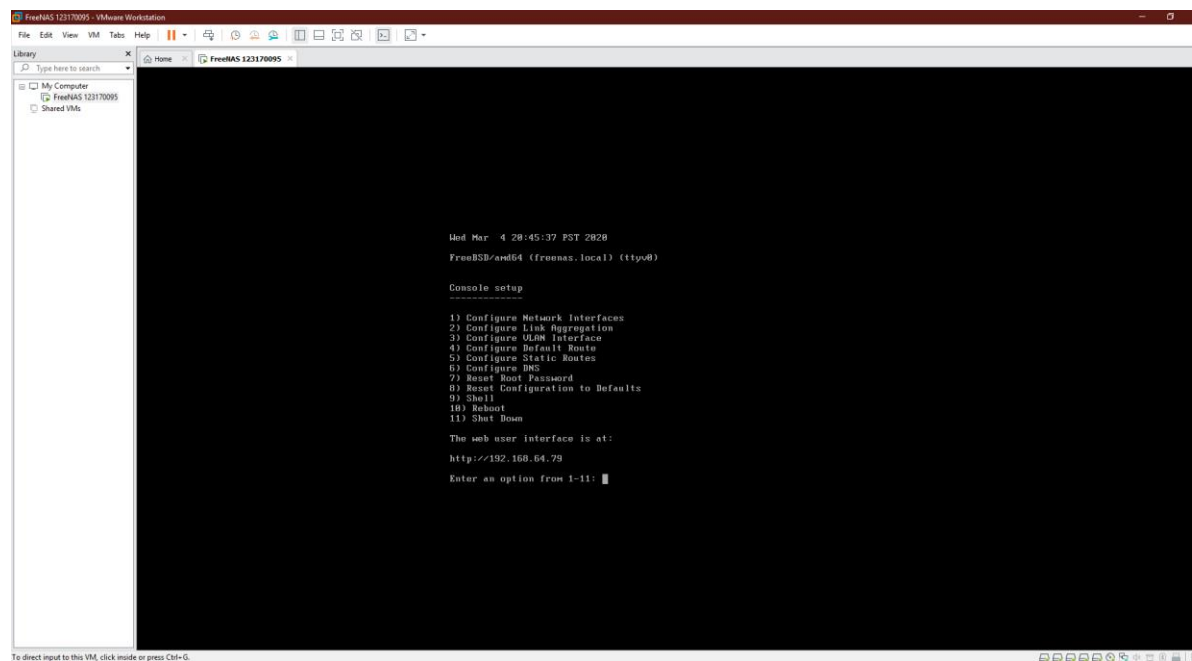 FreeNAS 123170095 - VMware Workstation
File Edit View VM Tabs Help
Library
Type here to search
My Computer
FreeNAS 123170095
Shared VMs
Home
FreeNAS 123170095
Wed Mar 4 20:45:37 PST 2020
FreeBSD/amd64 (freenas.local) (ttyv0)
Console setup
-------------
1) Configure Network Interfaces
2) Configure Link Aggregation
3) Configure VLAN Interface
4) Configure Default Route
5) Configure Static Routes
6) Configure DNS
7) Reset Root Password
8) Reset Configuration to Defaults
9) Shell
10) Reboot
11) Shut Down
The web user interface is at:
http://192.168.64.79
Enter an option from 1-11:
To direct input to this VM, click inside or press Ctrl+G.